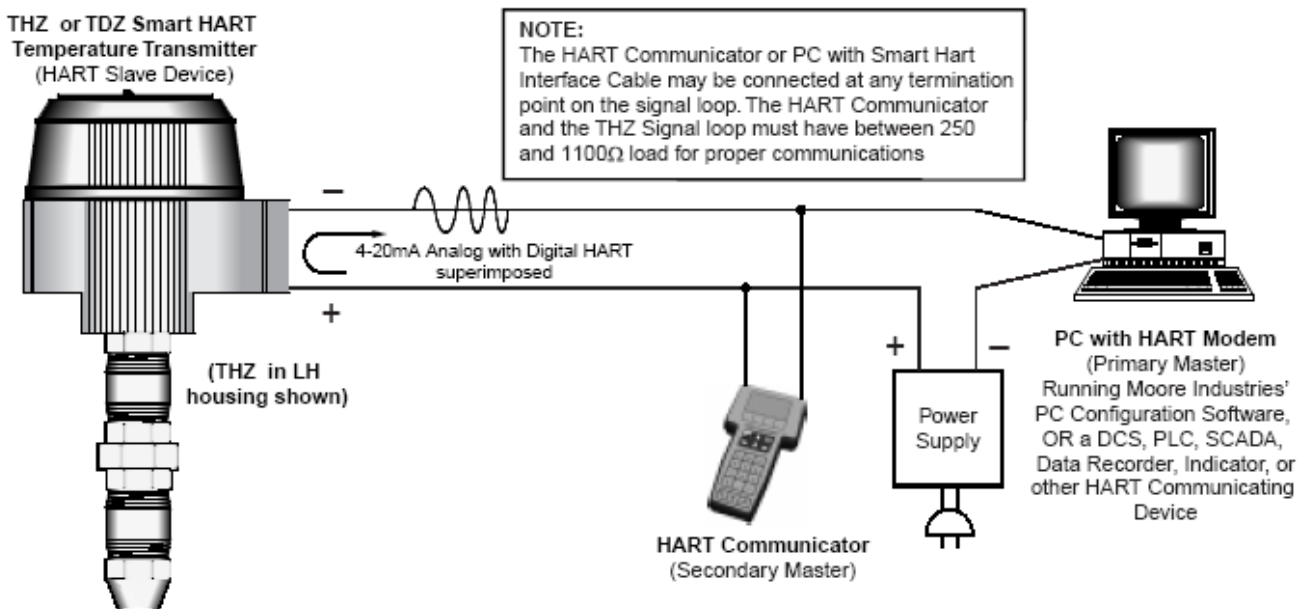 THZ or TDZ Smart HART
Temperature Transmitter
(HART Slave Device)
NOTE:
The HART Communicator or PC with Smart Hart
Interface Cable may be connected at any termination
point on the signal loop. The HART Communicator
and the THZ Signal loop must have between 250
and 1100Ω load for proper communications
−
4-20mA Analog with Digital HART
superimposed
+
(THZ in LH
housing shown)
+
−
Power
Supply
HART Communicator
(Secondary Master)
PC with HART Modem
(Primary Master)
Running Moore Industries’
PC Configuration Software,
OR a DCS, PLC, SCADA,
Data Recorder, Indicator, or
other HART Communicating
Device